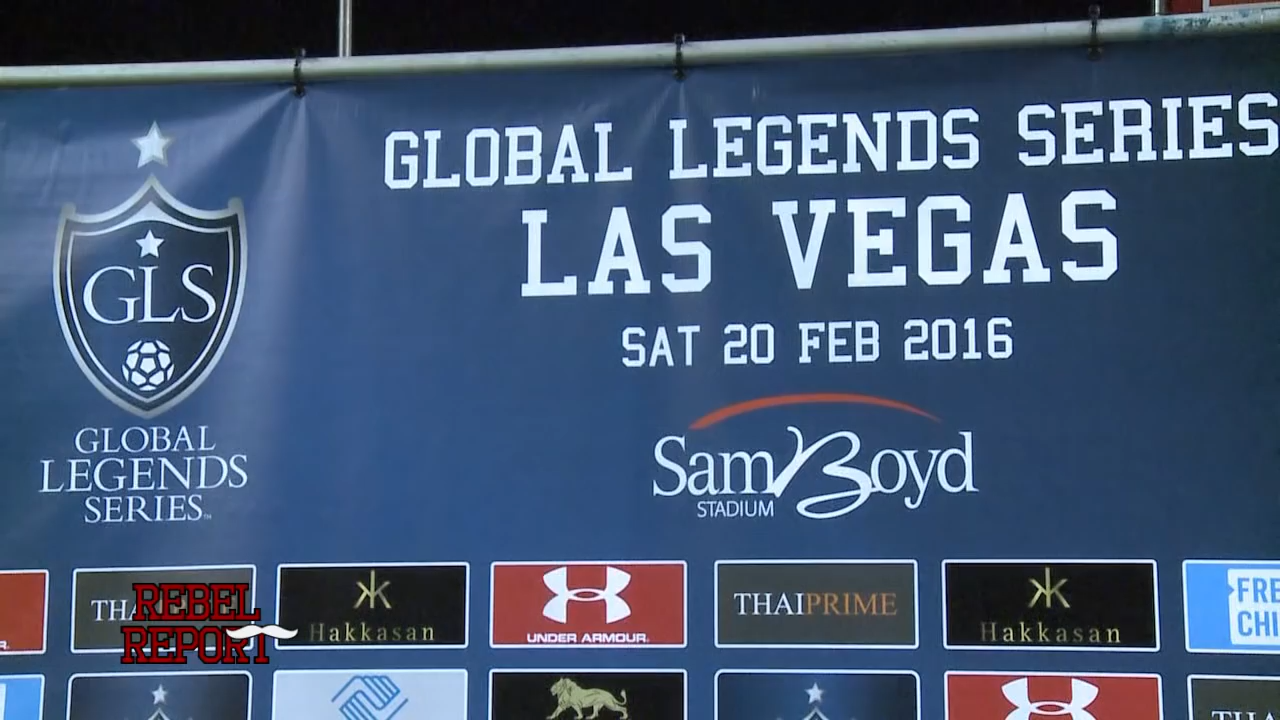 GLOBAL LEGENDS SERIES
LAS VEGAS
SAT 20 FEB 2016
GLS
GLOBAL
LEGENDS
SERIES
Sam Boyd
STADIUM
REBEL
REPORT
Hakkasan
UNDER ARMOUR
THAIPRIME
Hakkasan